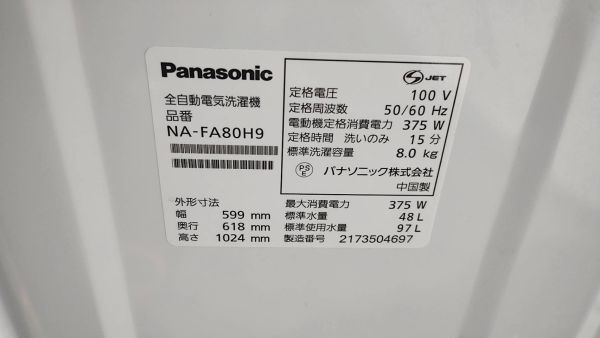 Panasonic
全自動電気洗濯機
品番
NA-FA80H9
JET
定格電圧 100 V
定格周波数 50/60 Hz
電動機定格消費電力 375 W
定格時間 洗いのみ 15 分
標準洗濯容量 8.0 kg
PSE パナソニック株式会社
中国製
外形寸法
幅 599 mm
奥行 618 mm
高さ 1024 mm
最大消費電力 375 W
標準水量 48 L
標準使用水量 97 L
製造番号 2173504697